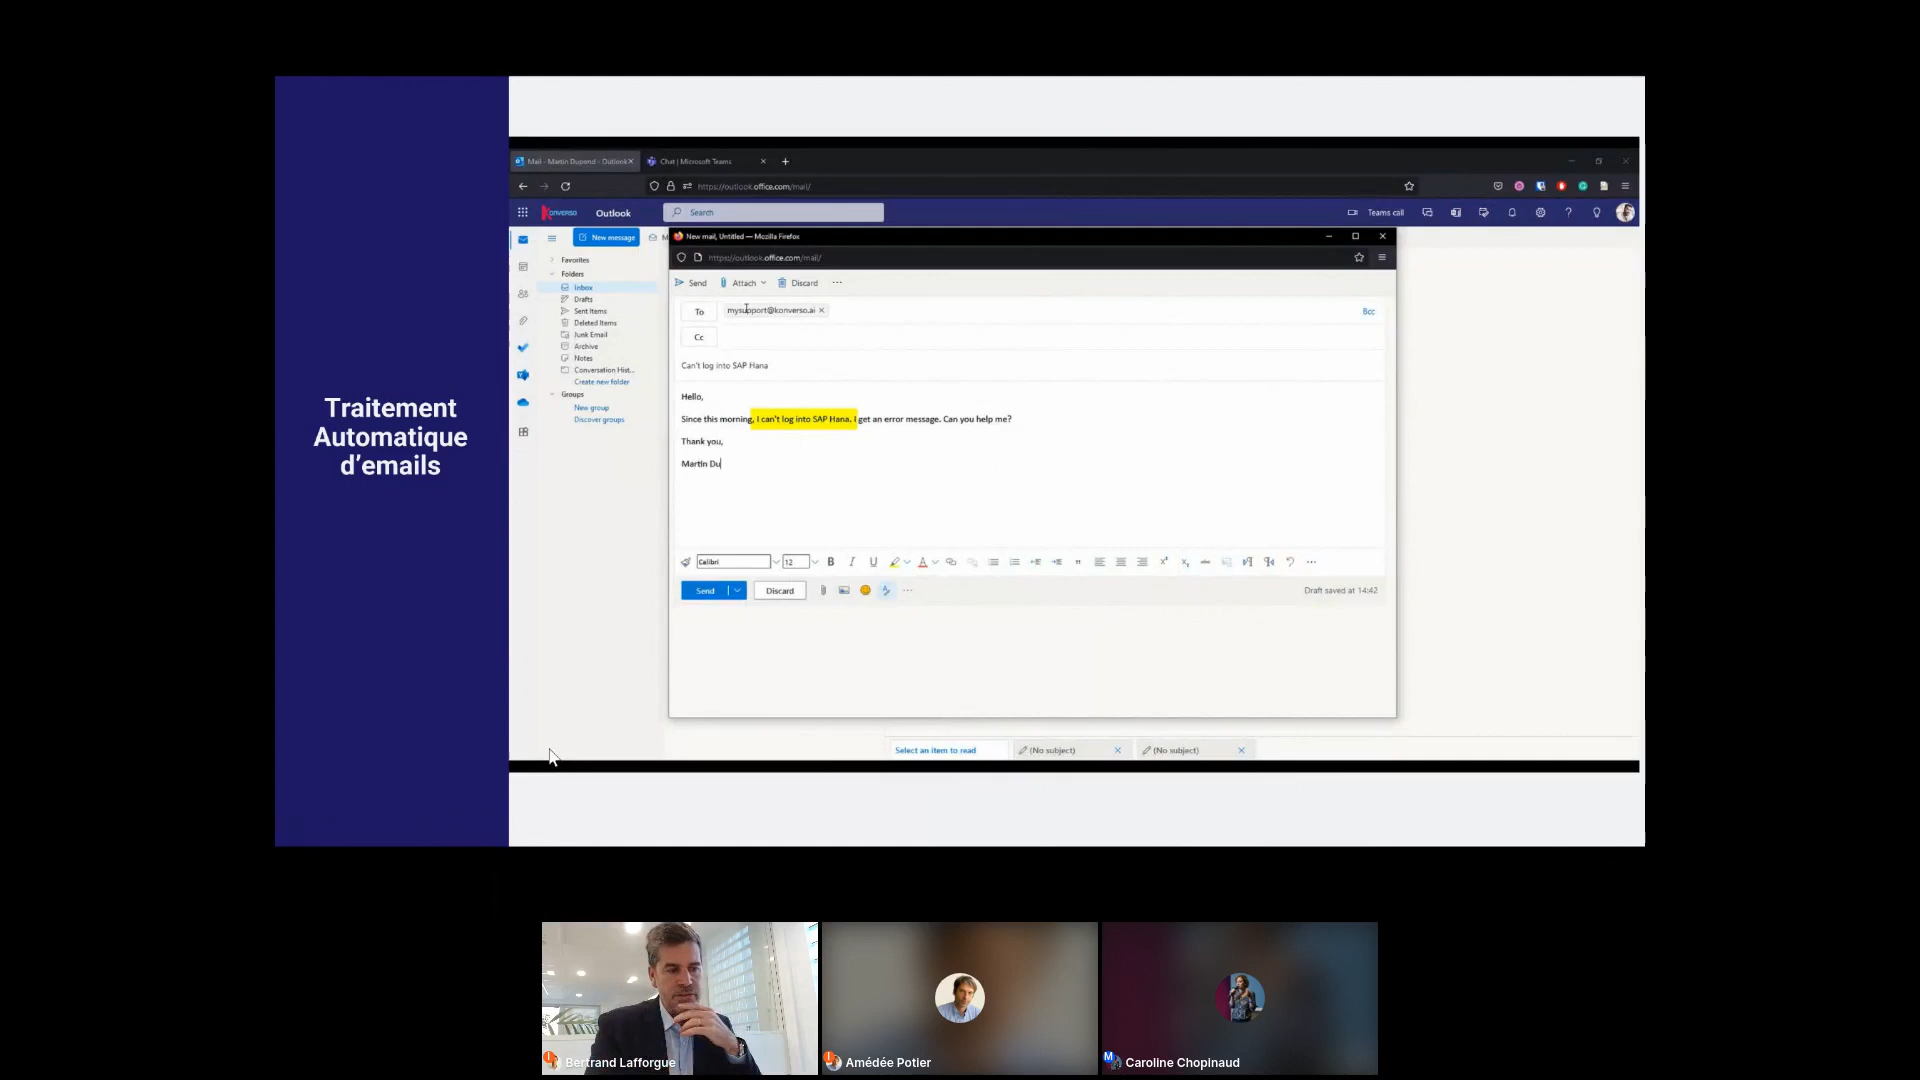 Traitement
Automatique
d’emails
Mail - Martin Dupond - Outlook
Chat | Microsoft Teams
https://outlook.office.com/mail/
Konverso
Outlook
Search
Teams call
New message
M
Favorites
Folders
Inbox
Drafts
Sent Items
Deleted Items
Junk Email
Archive
Notes
Conversation Hist...
Create new folder
Groups
New group
Discover groups
New mail, Untitled — Mozilla Firefox
https://outlook.office.com/mail/
Send
Attach
Discard
To
mysupport@konverso.ai
Bcc
Cc
Can't log into SAP Hana
Hello,
Since this morning, I can't log into SAP Hana. I get an error message. Can you help me?
Thank you,
Martin Du
Calibri
12
Send
Discard
Draft saved at 14:42
Select an item to read
(No subject)
(No subject)
Bertrand Lafforgue
Amédée Potier
Caroline Chopinaud